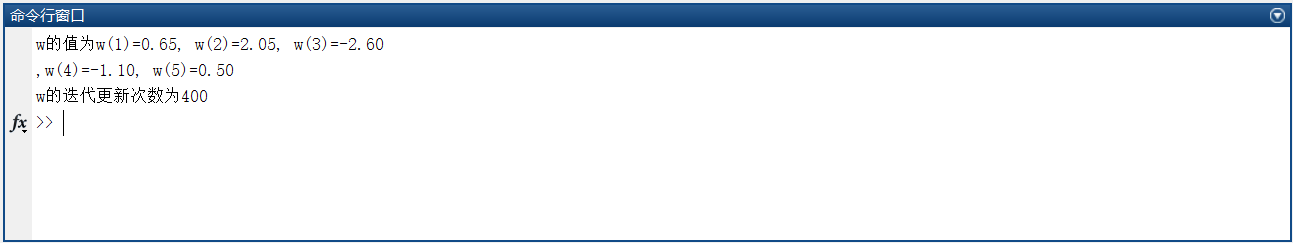 命令行窗口
w的值为w(1)=0.65, w(2)=2.05, w(3)=-2.60
,w(4)=-1.10, w(5)=0.50
w的迭代更新次数为400
fx >>